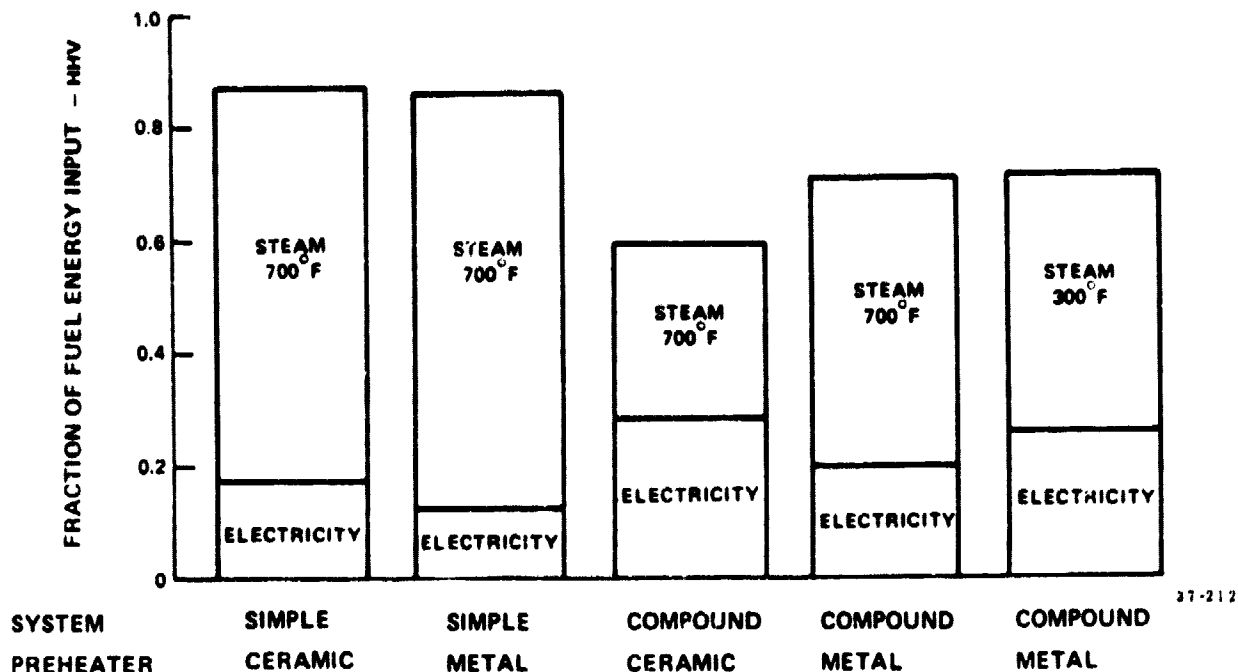 FRACTION OF FUEL ENERGY INPUT – HHV
1.0
0.8
0.6
0.4
0.2
0
STEAM
700°F
ELECTRICITY
STEAM
700°F
ELECTRICITY
STEAM
700°F
ELECTRICITY
STEAM
700°F
ELECTRICITY
STEAM
300°F
ELECTRICITY
37-212
SYSTEM SIMPLE SIMPLE COMPOUND COMPOUND COMPOUND
PREHEATER CERAMIC METAL CERAMIC METAL METAL